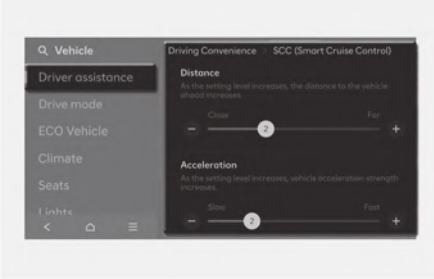 Vehicle
Driver assistance
Drive mode
ECO Vehicle
Climate
Seats
Lights
Driving Convenience > SCC (Smart Cruise Control)
Distance
As the setting level increases, the distance to the vehicle
ahead increases.
Close Far
− 2 +
Acceleration
As the setting level increases, vehicle acceleration strength
increases.
Slow Fast
− 2 +